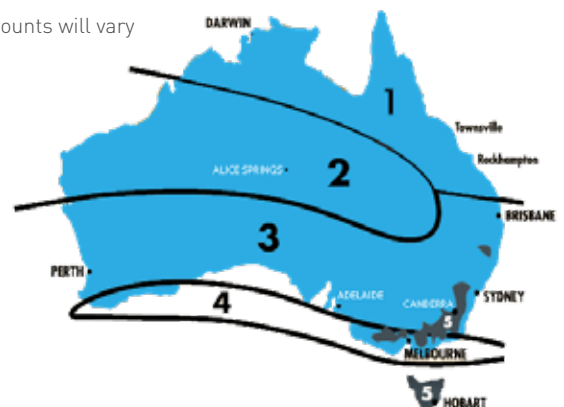 ounts will vary
DARWIN
1
Townsville
Rockhampton
ALICE SPRINGS
2
BRISBANE
3
PERTH
ADELAIDE
CANBERRA
SYDNEY
4
5
MELBOURNE
5
HOBART